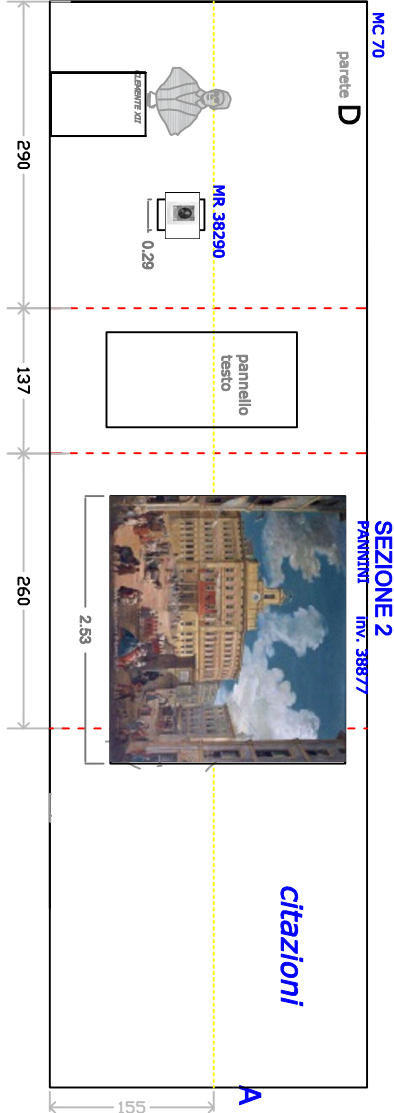 MC 70
parete
D
CLEMENTE XII
MR 38290
0.29
290
137
260
pannello
testo
SEZIONE 2
PANNINI inv. 38877
2.53
citazioni
A
155